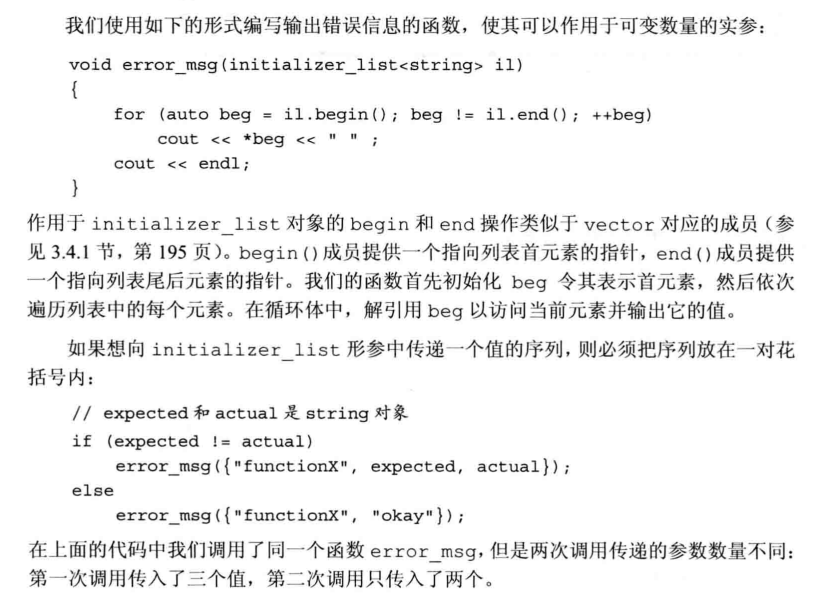 我们使用如下的形式编写输出错误信息的函数，使其可以作用于可变数量的实参：
void error_msg(initializer_list<string> il)
{
    for (auto beg = il.begin(); beg != il.end(); ++beg)
        cout << *beg << " " ;
    cout << endl;
}
作用于 initializer_list 对象的 begin 和 end 操作类似于 vector 对应的成员（参
见 3.4.1 节，第 195 页）。begin()成员提供一个指向列表首元素的指针，end()成员提供
一个指向列表尾后元素的指针。我们的函数首先初始化 beg 令其表示首元素，然后依次
遍历列表中的每个元素。在循环体中，解引用 beg 以访问当前元素并输出它的值。
如果想向 initializer_list 形参中传递一个值的序列，则必须把序列放在一对花
括号内：
// expected 和 actual 是 string 对象
if (expected != actual)
    error_msg({"functionX", expected, actual});
else
    error_msg({"functionX", "okay"});
在上面的代码中我们调用了同一个函数 error_msg，但是两次调用传递的参数数量不同：
第一次调用传入了三个值，第二次调用只传入了两个。